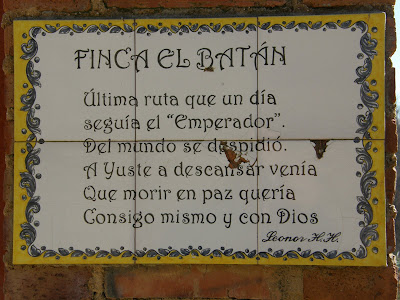 FINCA EL BATÁN
Última ruta que un día
seguía el "Emperador".
Del mundo se despidió.
A Yuste a descansar venía
Que morir en paz quería
Consigo mismo y con Dios
Leonor H.H.